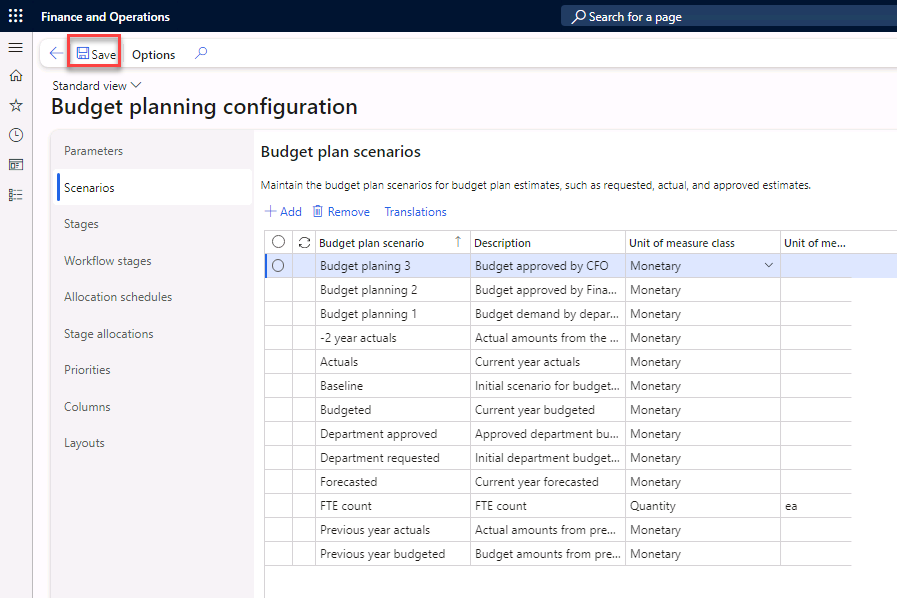 Finance and Operations
Search for a page
Save Options
Standard view
Budget planning configuration
Parameters
Scenarios
Stages
Workflow stages
Allocation schedules
Stage allocations
Priorities
Columns
Layouts
Budget plan scenarios
Maintain the budget plan scenarios for budget plan estimates, such as requested, actual, and approved estimates.
Add Remove Translations
Budget plan scenario Description Unit of measure class Unit of me...
Budget planing 3 Budget approved by CFO Monetary
Budget planning 2 Budget approved by Fina... Monetary
Budget planning 1 Budget demand by depar... Monetary
-2 year actuals Actual amounts from the ... Monetary
Actuals Current year actuals Monetary
Baseline Initial scenario for budget... Monetary
Budgeted Current year budgeted Monetary
Department approved Approved department bu... Monetary
Department requested Initial department budget... Monetary
Forecasted Current year forecasted Monetary
FTE count FTE count Quantity ea
Previous year actuals Actual amounts from pre... Monetary
Previous year budgeted Budget amounts from pre... Monetary